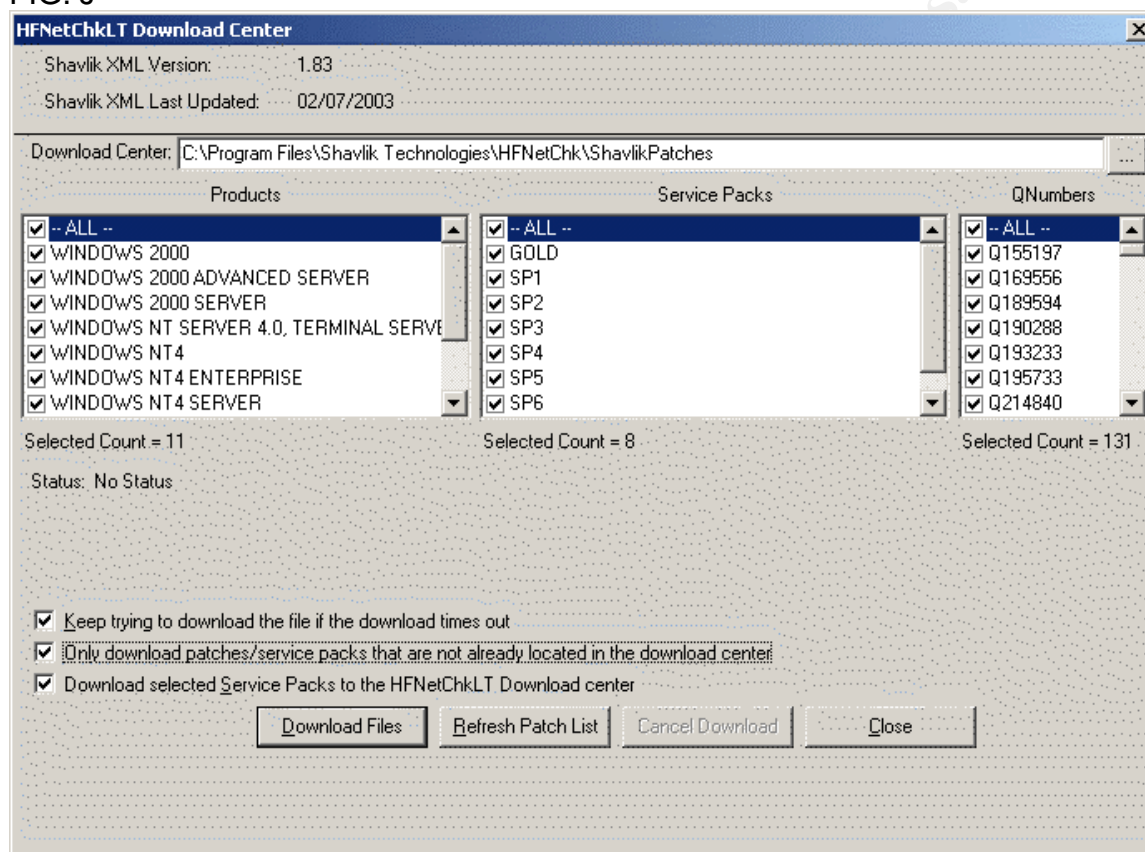 HFNetChkLT Download Center
Shavlik XML Version: 1.83
Shavlik XML Last Updated: 02/07/2003
Download Center: C:\Program Files\Shavlik Technologies\HFNetChk\ShavlikPatches ...
Products
-- ALL --
WINDOWS 2000
WINDOWS 2000 ADVANCED SERVER
WINDOWS 2000 SERVER
WINDOWS NT SERVER 4.0, TERMINAL SERVE
WINDOWS NT4
WINDOWS NT4 ENTERPRISE
WINDOWS NT4 SERVER
Selected Count = 11
Service Packs
-- ALL --
GOLD
SP1
SP2
SP3
SP4
SP5
SP6
Selected Count = 8
QNumbers
-- ALL --
Q155197
Q169556
Q189594
Q190288
Q193233
Q195733
Q214840
Selected Count = 131
Status: No Status
Keep trying to download the file if the download times out
Only download patches/service packs that are not already located in the download center
Download selected Service Packs to the HFNetChkLT Download center
Download Files
Refresh Patch List
Cancel Download
Close